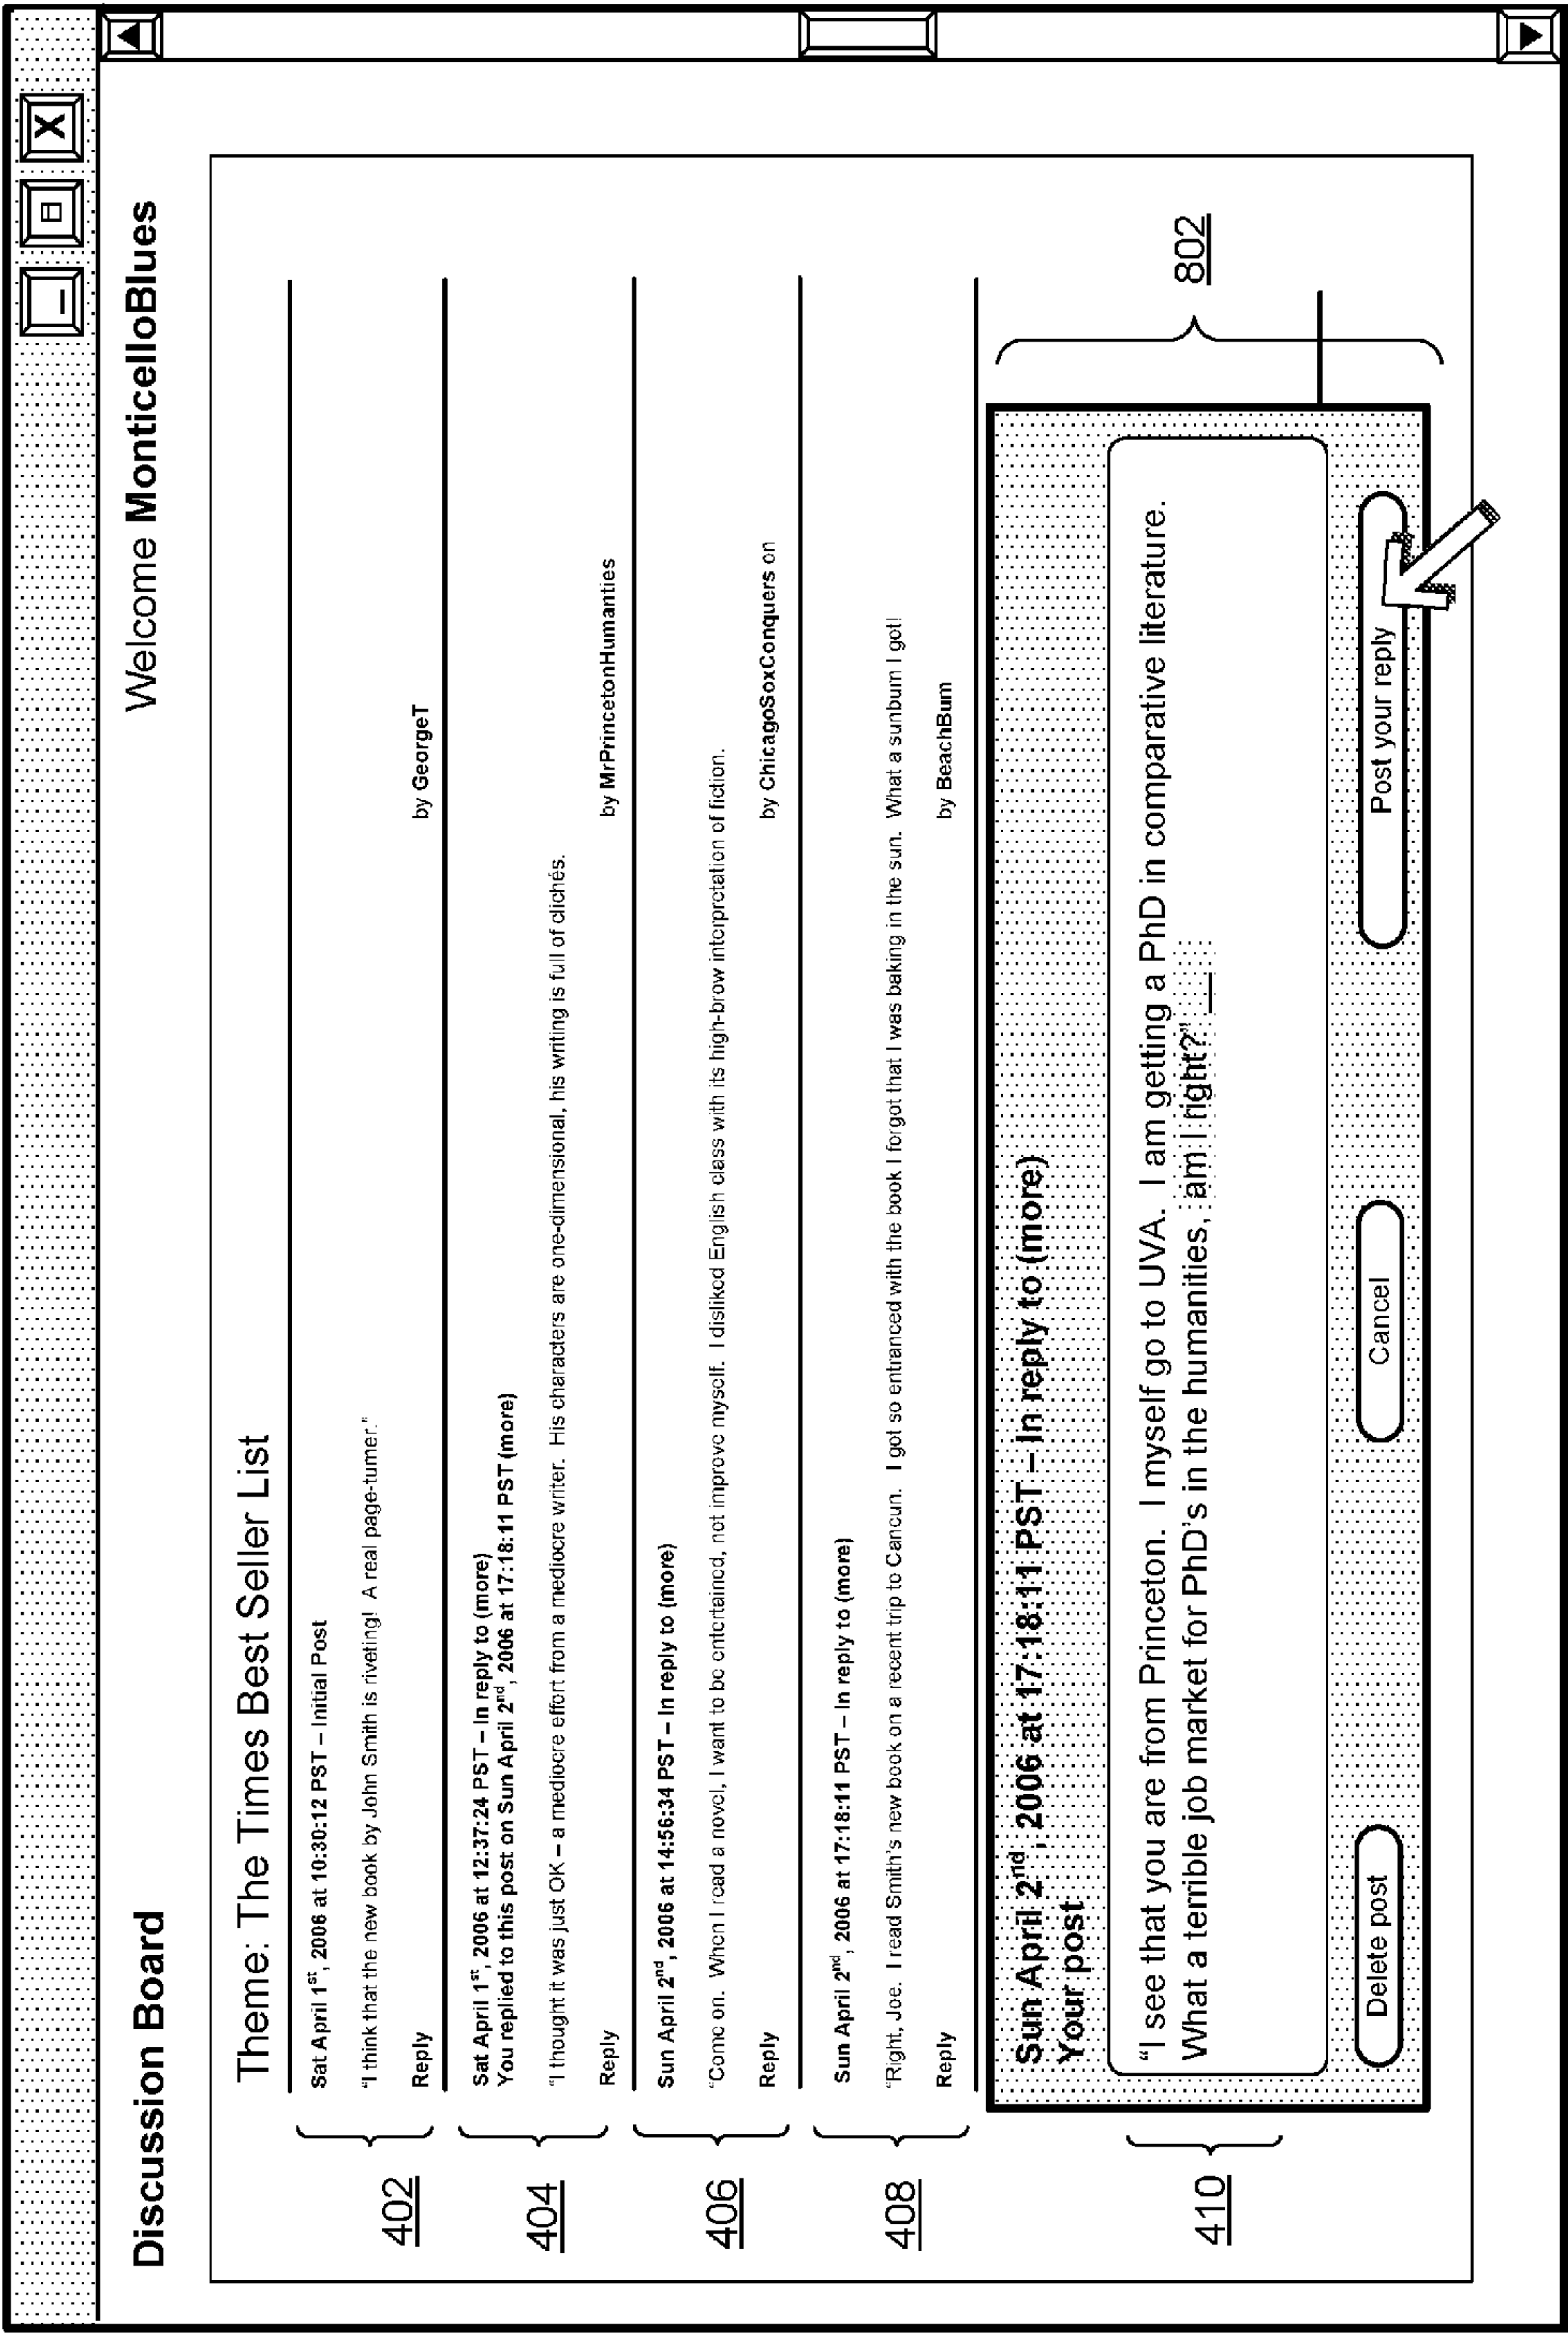 X
Discussion Board
Welcome MonticelloBlues
Theme: The Times Best Seller List
402
Sat April 1st, 2006 at 10:30:12 PST – Initial Post
“I think that the new book by John Smith is riveting!  A real page-turner.”
Reply
by GeorgeT
404
Sat April 1st, 2006 at 12:37:24 PST – In reply to (more)
You replied to this post on Sun April 2nd, 2006 at 17:18:11 PST (more)
“I thought it was just OK – a mediocre effort from a mediocre writer.  His characters are one-dimensional, his writing is full of clichés.
Reply
by MrPrincetonHumanties
406
Sun April 2nd, 2006 at 14:56:34 PST – In reply to (more)
“Come on.  When I read a novel, I want to be entertained, not improve myself.  I disliked English class with its high-brow interpretation of fiction.
Reply
by ChicagoSoxConquers on
408
Sun April 2nd, 2006 at 17:18:11 PST – In reply to (more)
“Right, Joe.  I read Smith's new book on a recent trip to Cancun.  I got so entranced with the book I forgot that I was baking in the sun.  What a sunburn I got!
Reply
by BeachBum
802
Sun April 2nd, 2006 at 17:18:11 PST – In reply to (more)
Your post
410
“I see that you are from Princeton.  I myself go to UVA.  I am getting a PhD in comparative literature.
What a terrible job market for PhD's in the humanities, am I right?” _
Delete post
Cancel
Post your reply